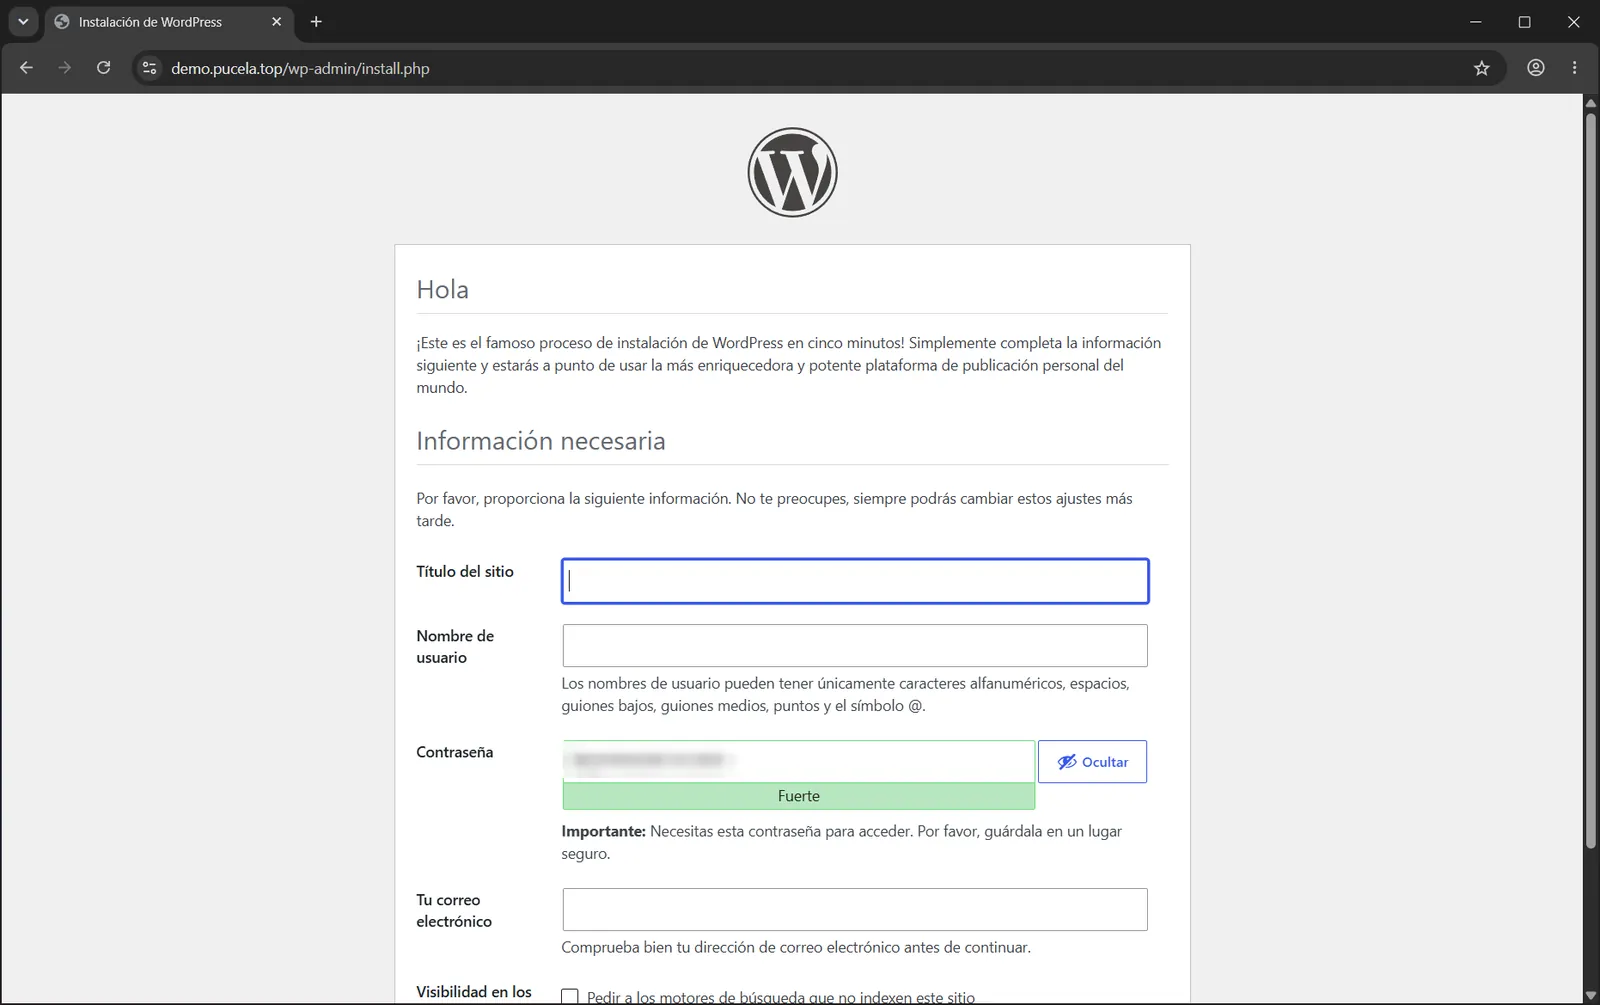 Instalación de WordPress
demo.pucela.top/wp-admin/install.php
Hola
¡Este es el famoso proceso de instalación de WordPress en cinco minutos! Simplemente completa la información
siguiente y estarás a punto de usar la más enriquecedora y potente plataforma de publicación personal del
mundo.
Información necesaria
Por favor, proporciona la siguiente información. No te preocupes, siempre podrás cambiar estos ajustes más
tarde.
Título del sitio
Nombre de
usuario
Los nombres de usuario pueden tener únicamente caracteres alfanuméricos, espacios,
guiones bajos, guiones medios, puntos y el símbolo @.
Contraseña
Ocultar
Fuerte
Importante: Necesitas esta contraseña para acceder. Por favor, guárdala en un lugar
seguro.
Tu correo
electrónico
Comprueba bien tu dirección de correo electrónico antes de continuar.
Visibilidad en los
Pedir a los motores de búsqueda que no indexen este sitio